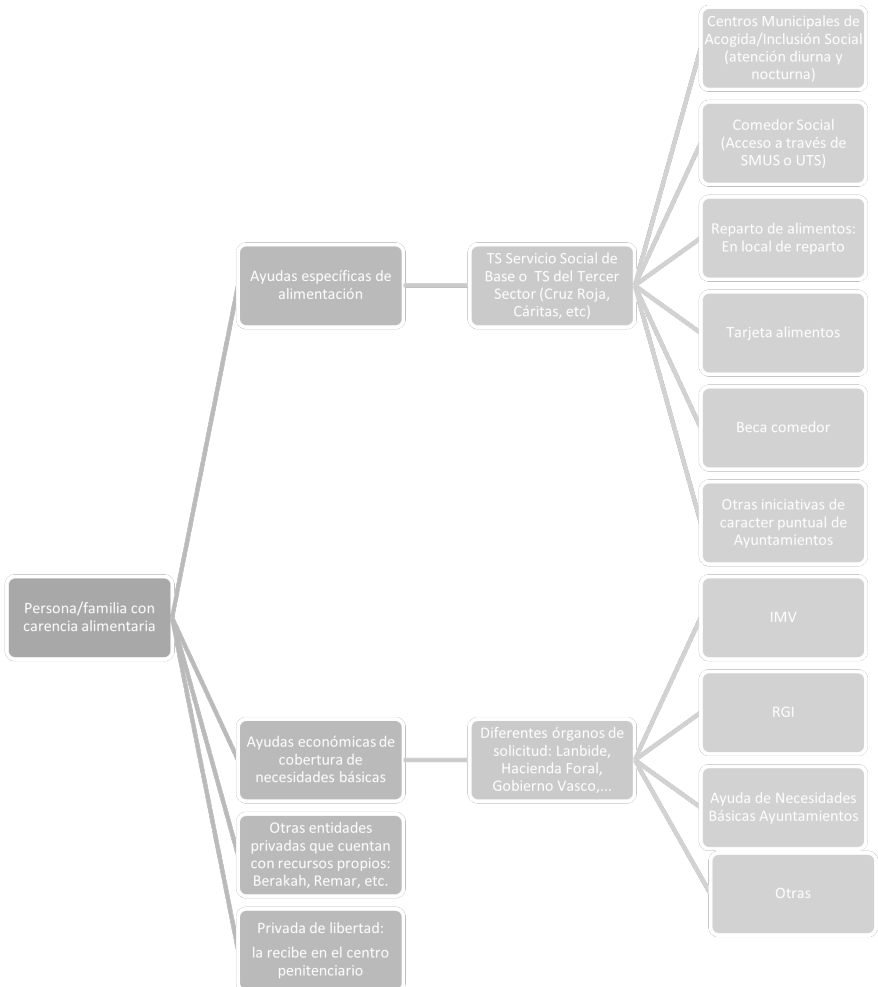 Persona/familia con
carencia alimentaria
Ayudas específicas de
alimentación
TS Servicio Social de
Base o TS del Tercer
Sector (Cruz Roja,
Cáritas, etc)
Centros Municipales de
Acogida/Inclusión Social
(atención diurna y
nocturna)
Comedor Social
(Acceso a través de
SMUS o UTS)
Reparto de alimentos:
En local de reparto
Tarjeta alimentos
Beca comedor
Otras iniciativas de
caracter puntual de
Ayuntamientos
Ayudas económicas de
cobertura de
necesidades básicas
Diferentes órganos de
solicitud: Lanbide,
Hacienda Foral,
Gobierno Vasco,...
IMV
RGI
Ayuda de Necesidades
Básicas Ayuntamientos
Otras
Otras entidades
privadas que cuentan
con recursos propios:
Berakah, Remar, etc.
Privada de libertad:
la recibe en el centro
penitenciario